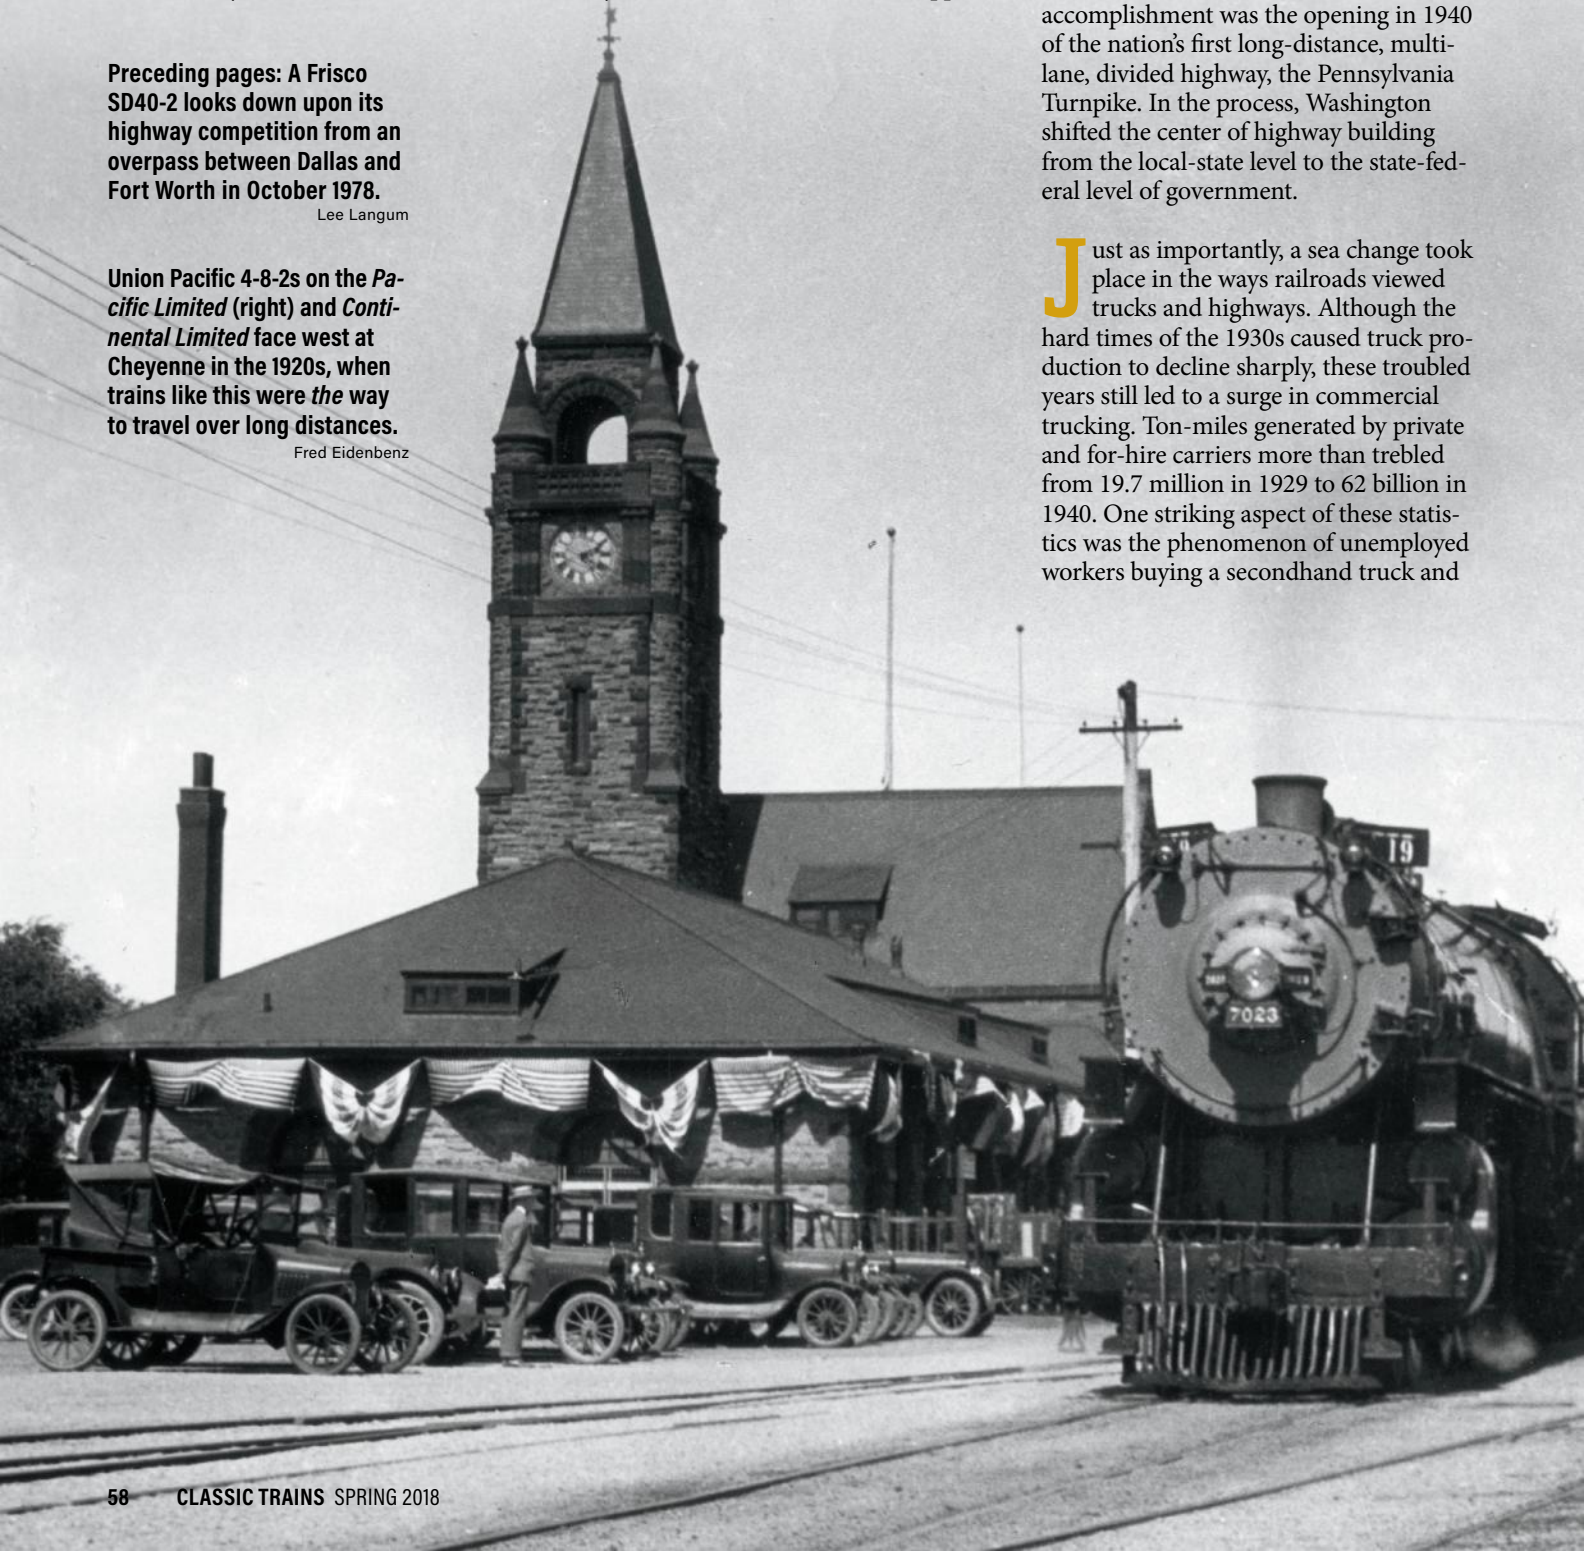 Preceding pages: A Frisco
SD40-2 looks down upon its
highway competition from an
overpass between Dallas and
Fort Worth in October 1978.
Lee Langum
Union Pacific 4-8-2s on the Pa-
cific Limited (right) and Conti-
nental Limited face west at
Cheyenne in the 1920s, when
trains like this were the way
to travel over long distances.
Fred Eidenbenz
accomplishment was the opening in 1940
of the nation’s first long-distance, multi-
lane, divided highway, the Pennsylvania
Turnpike. In the process, Washington
shifted the center of highway building
from the local-state level to the state-fed-
eral level of government.
Just as importantly, a sea change took
place in the ways railroads viewed
trucks and highways. Although the
hard times of the 1930s caused truck pro-
duction to decline sharply, these troubled
years still led to a surge in commercial
trucking. Ton-miles generated by private
and for-hire carriers more than trebled
from 19.7 million in 1929 to 62 billion in
1940. One striking aspect of these statis-
tics was the phenomenon of unemployed
workers buying a secondhand truck and
19
7023
58 CLASSIC TRAINS SPRING 2018